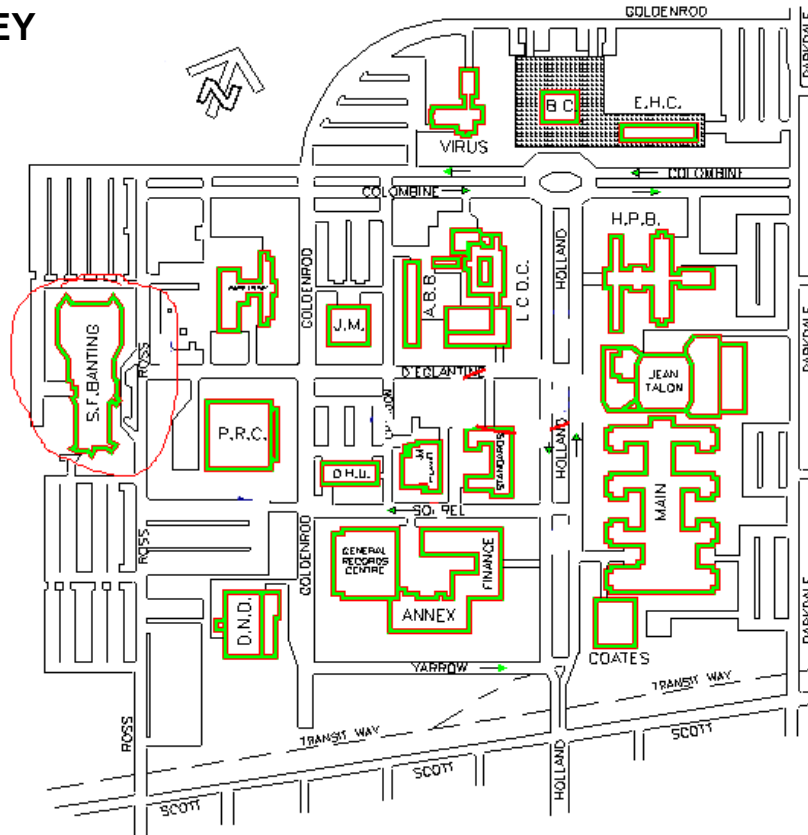 EY
GOLDENROD
PARKDALE
N
B.C.
E.H.C.
VIRUS
COLOMBINE
COLOMBINE
H.P.B.
HOLLAND
GOLDENROD
A.B.B.
L C D C.
J.M.
S.F.BANTING
ROSS
D'EGLANTINE
JEAN
TALON
PARKDALE
P.R.C.
HOLLAND
STANDARDS
O H U.
MAIN
SORREL
ROSS
GOLDENROD
GENERAL
RECORDS
CENTRE
FINANCE
ANNEX
D.N.D.
PARKDALE
COATES
YARROW
TRANSIT WAY
ROSS
TRANSIT WAY
SCOTT
HOLLAND
SCOTT
SCOTT